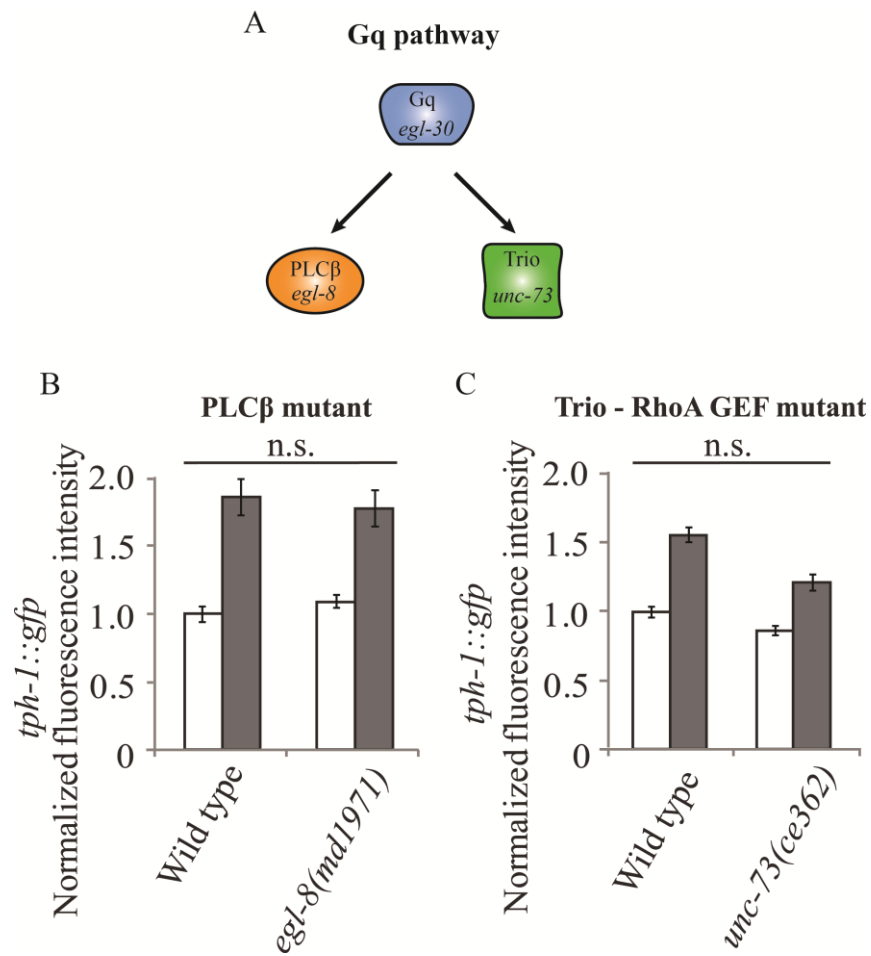 A
Gq pathway
Gq
egl-30
PLCβ
egl-8
Trio
unc-73
B
PLCβ mutant
n.s.
tph-1::gfp
Normalized fluorescence intensity
2.0
1.5
1.0
0.5
0
Wild type
egl-8(md1971)
C
Trio - RhoA GEF mutant
n.s.
tph-1::gfp
Normalized fluorescence intensity
2.0
1.5
1.0
0.5
0
Wild type
unc-73(ce362)